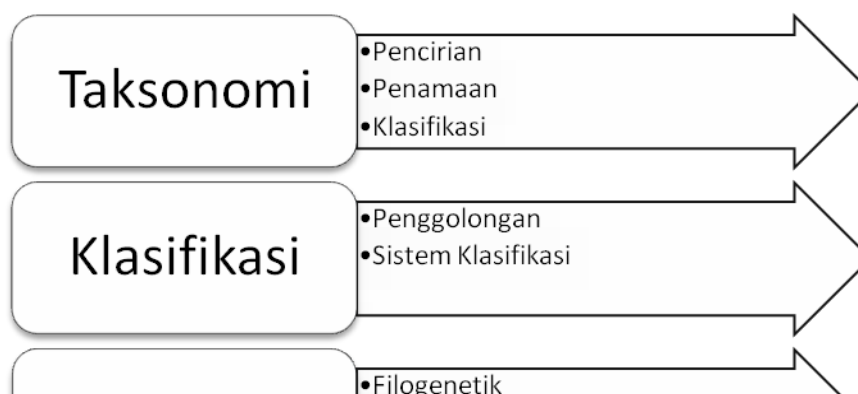 Taksonomi
•Pencirian
•Penamaan
•Klasifikasi
Klasifikasi
•Penggolongan
•Sistem Klasifikasi
•Filogenetik